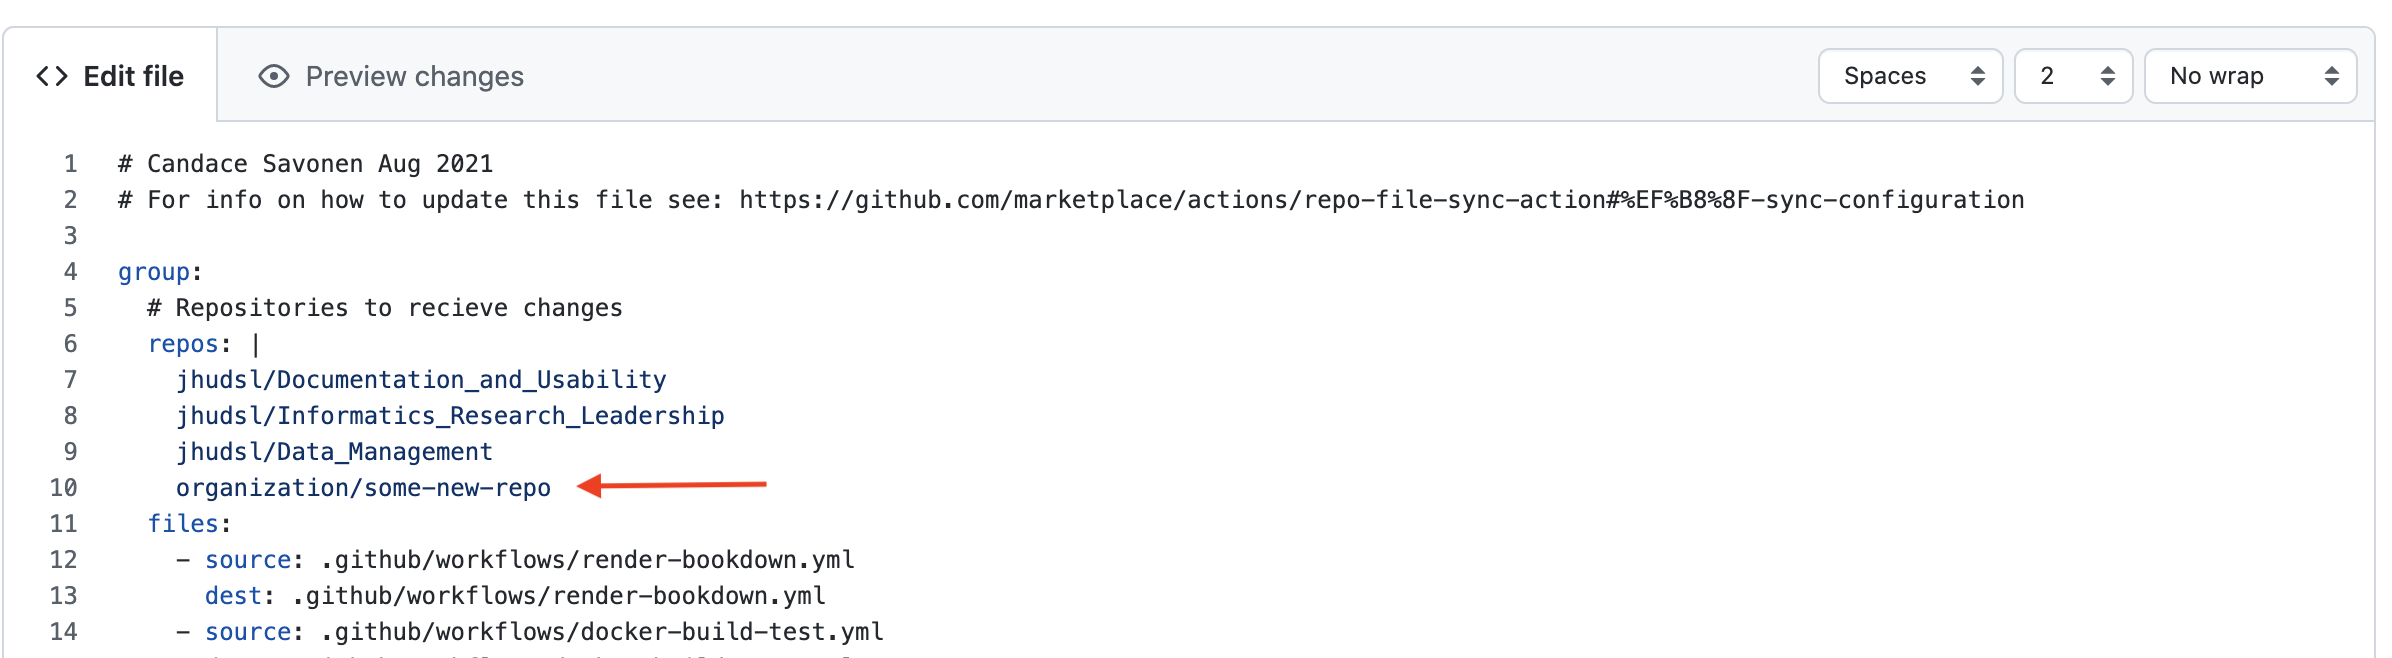 <> Edit file Preview changes Spaces 2 No wrap
1 # Candace Savonen Aug 2021
2 # For info on how to update this file see: https://github.com/marketplace/actions/repo-file-sync-action#%EF%B8%8F-sync-configuration
3
4 group:
5 # Repositories to recieve changes
6 repos: |
7 jhudsl/Documentation_and_Usability
8 jhudsl/Informatics_Research_Leadership
9 jhudsl/Data_Management
10 organization/some-new-repo
11 files:
12 - source: .github/workflows/render-bookdown.yml
13 dest: .github/workflows/render-bookdown.yml
14 - source: .github/workflows/docker-build-test.yml